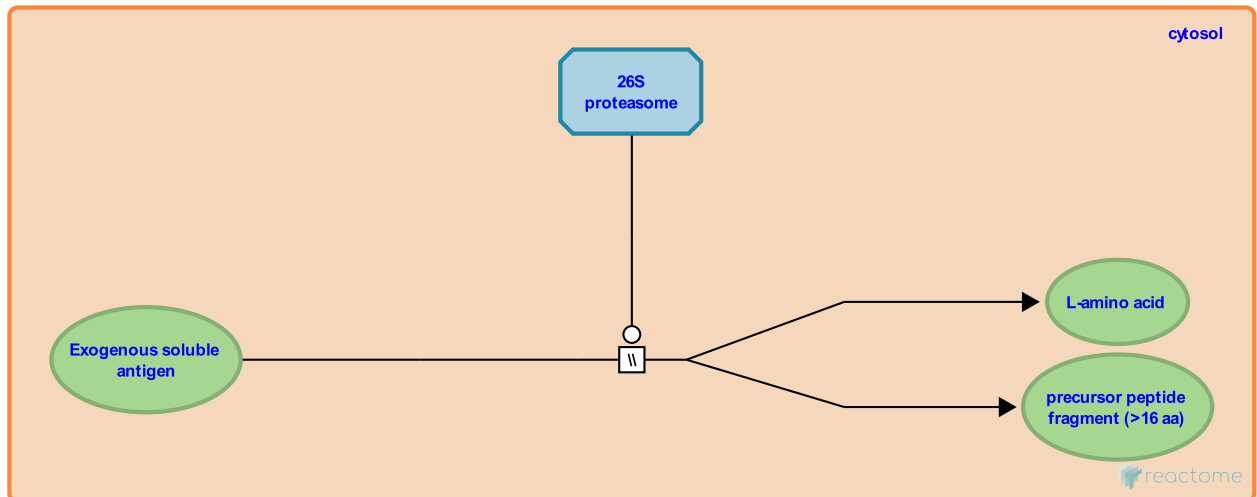 cytosol
26S
proteasome
L-amino acid
Exogenous soluble
antigen
\\
precursor peptide
fragment (>16 aa)
reactome